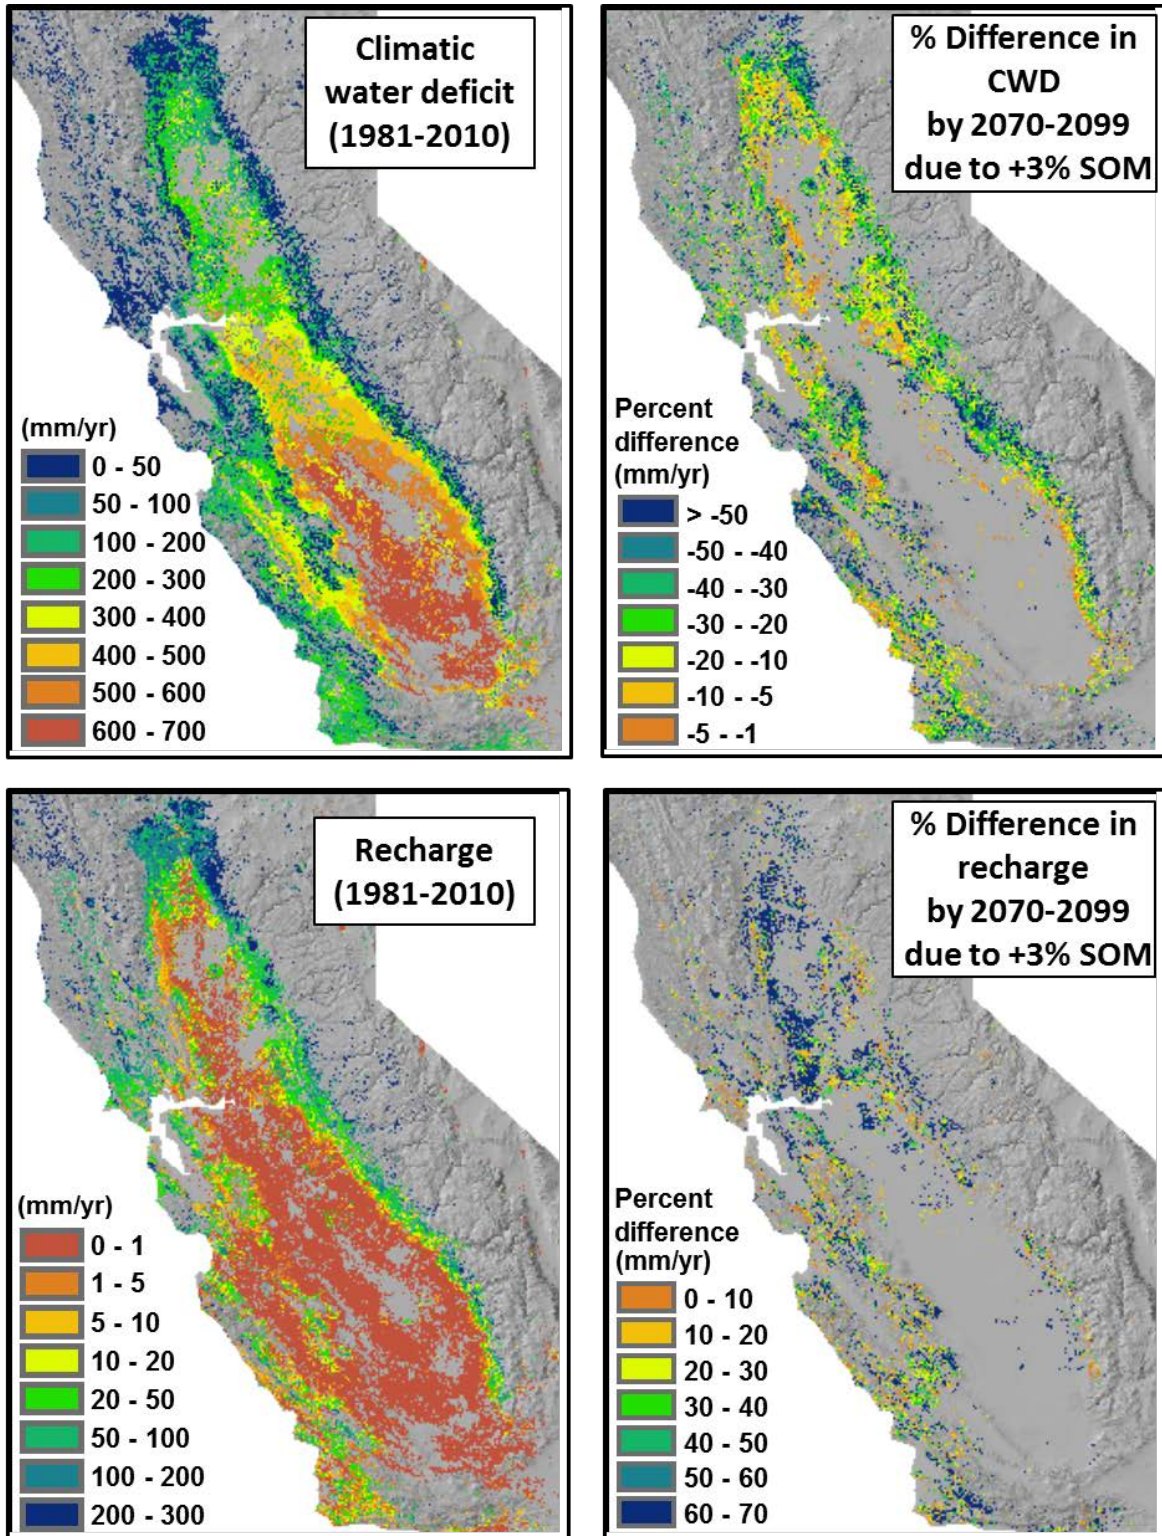 Climatic
water deficit
(1981-2010)
(mm/yr)
0 - 50
50 - 100
100 - 200
200 - 300
300 - 400
400 - 500
500 - 600
600 - 700
% Difference in
CWD
by 2070-2099
due to +3% SOM
Percent
difference
(mm/yr)
> -50
-50 - -40
-40 - -30
-30 - -20
-20 - -10
-10 - -5
-5 - -1
Recharge
(1981-2010)
(mm/yr)
0 - 1
1 - 5
5 - 10
10 - 20
20 - 50
50 - 100
100 - 200
200 - 300
% Difference in
recharge
by 2070-2099
due to +3% SOM
Percent
difference
(mm/yr)
0 - 10
10 - 20
20 - 30
30 - 40
40 - 50
50 - 60
60 - 70